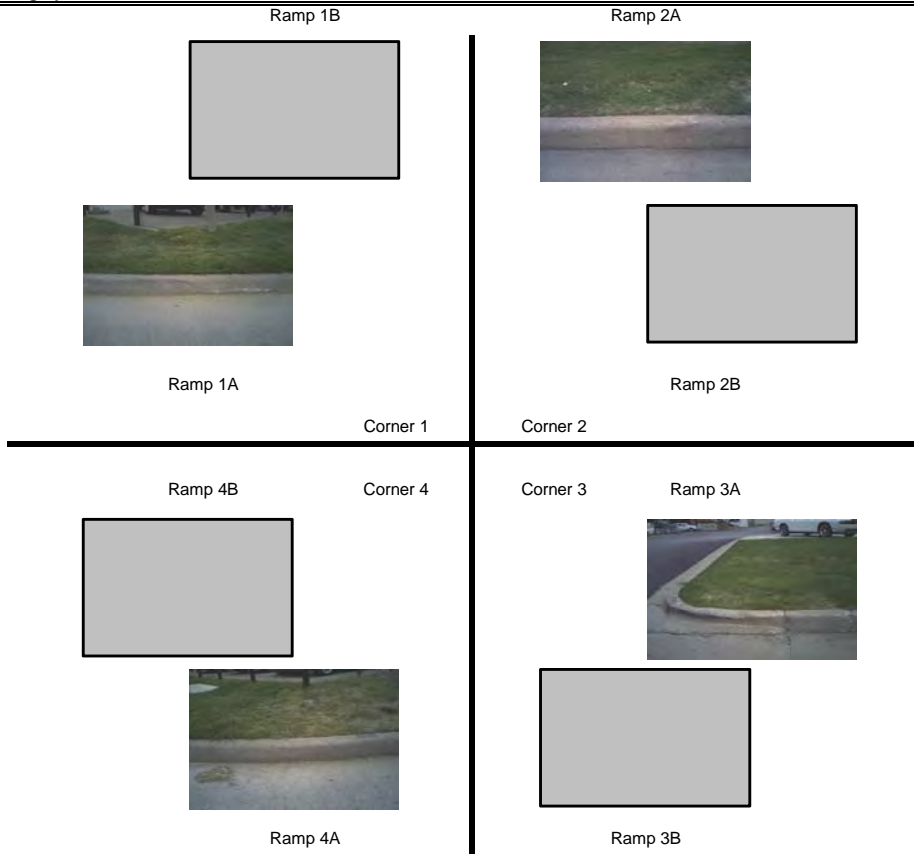 Ramp 1B
Ramp 2A
Ramp 1A
Ramp 2B
Corner 1
Corner 2
Ramp 4B
Corner 4
Corner 3
Ramp 3A
Ramp 4A
Ramp 3B